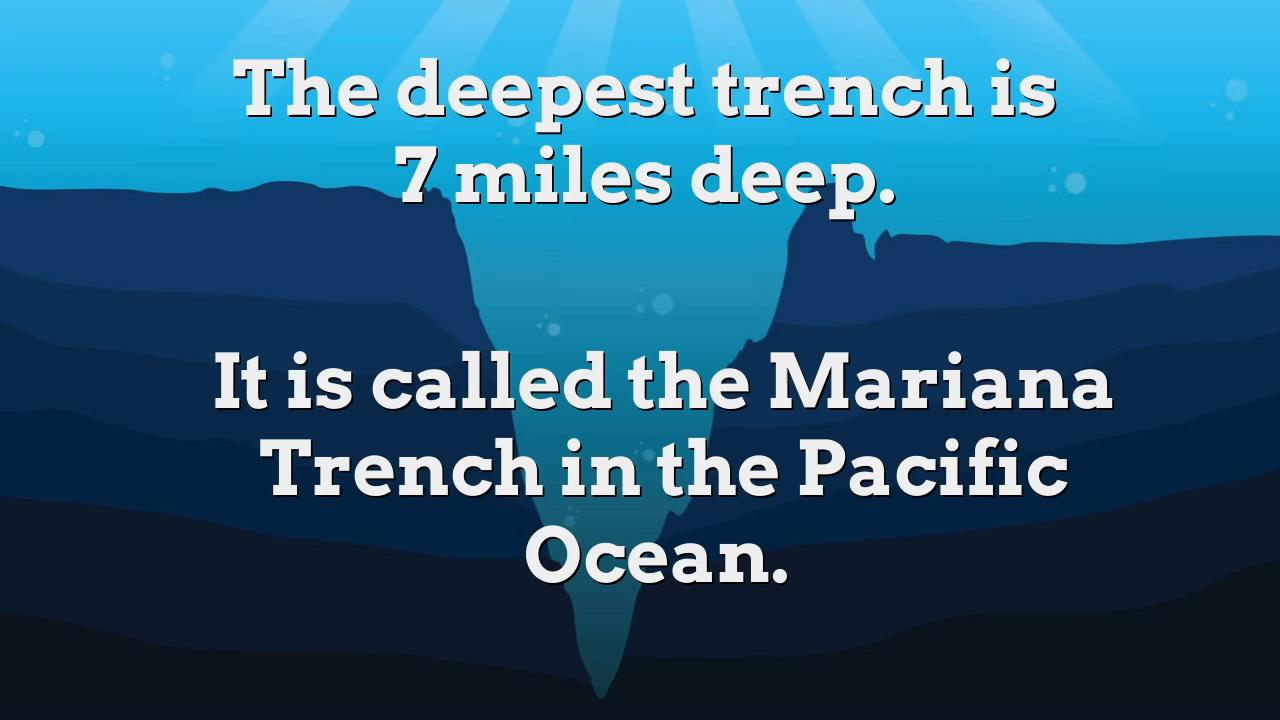 The deepest trench is
7 miles deep.
It is called the Mariana
Trench in the Pacific
Ocean.